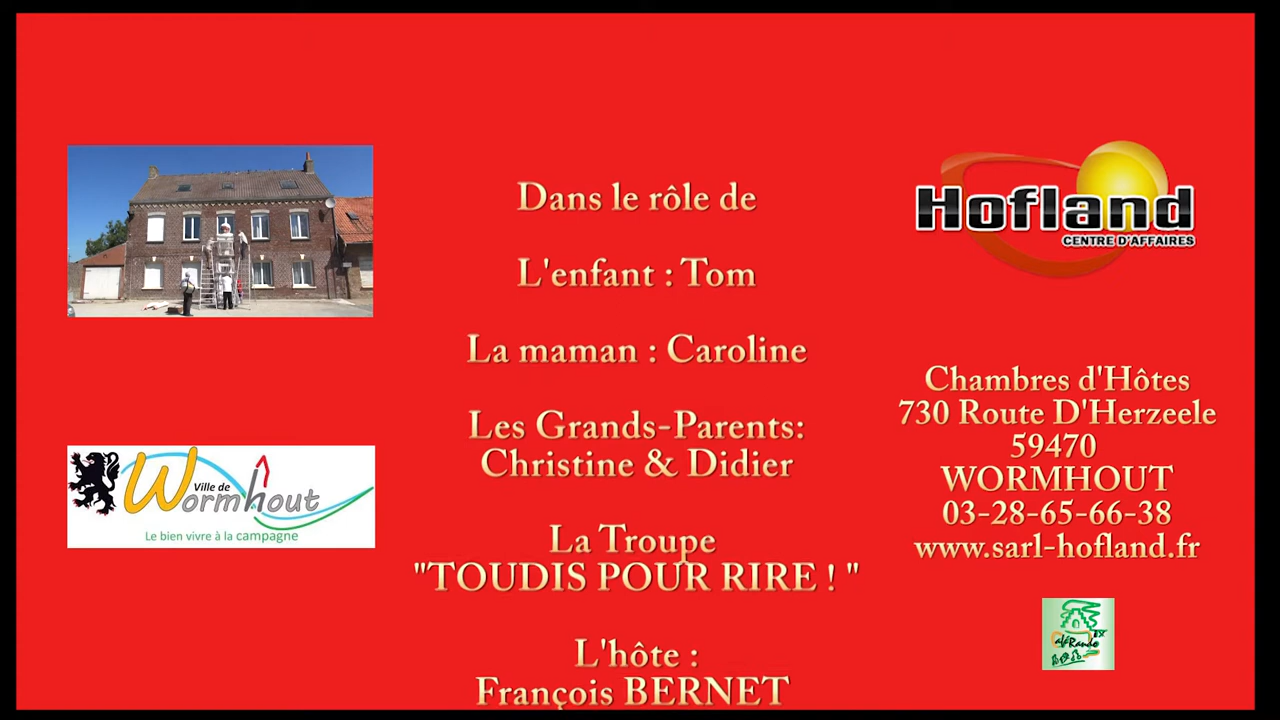 Dans le rôle de
L'enfant : Tom
La maman : Caroline
Les Grands-Parents:
Christine & Didier
La Troupe
"TOUDIS POUR RIRE ! "
L'hôte :
François BERNET
Ville de
Wormhout
Le bien vivre à la campagne
Hofland
CENTRE D'AFFAIRES
Chambres d'Hôtes
730 Route D'Herzeele
59470
WORMHOUT
03-28-65-66-38
www.sarl-hofland.fr
Rando